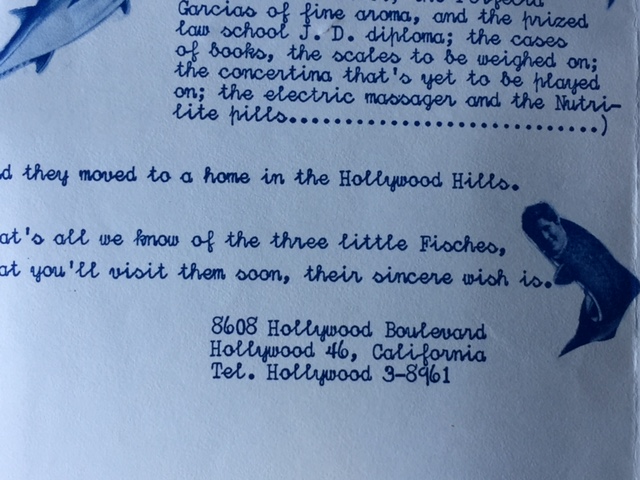 Garcias of fine aroma, and the prized
law school J. D. diploma; the cases
of books, the scales to be weighed on;
the concertina that's yet to be played
on; the electric massager and the Nutri-
lite pills..............................)
d they moved to a home in the Hollywood Hills.
at's all we know of the three little Fisches,
at you'll visit them soon, their sincere wish is.
8608 Hollywood Boulevard
Hollywood 46, California
Tel. Hollywood 3-8961